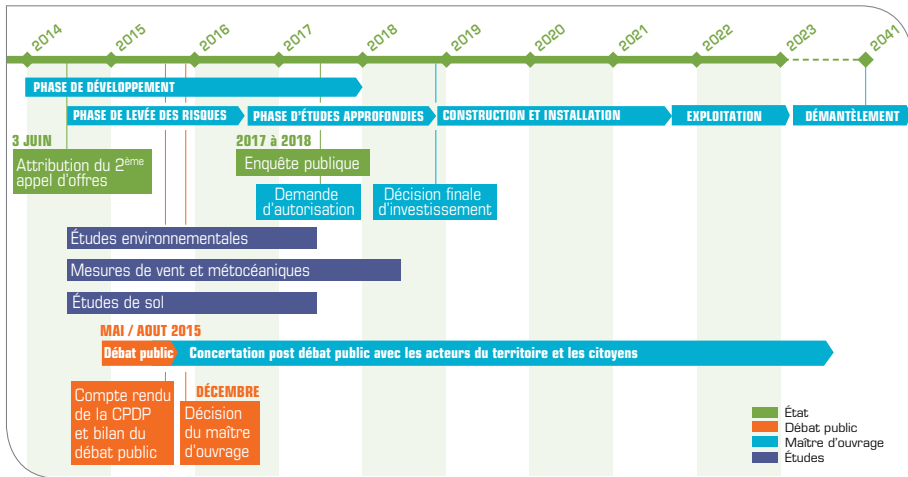 2014 2015 2016 2017 2018 2019 2020 2021 2022 2023 2041
PHASE DE DÉVELOPPEMENT
PHASE DE LEVÉE DES RISQUES PHASE D'ÉTUDES APPROFONDIES CONSTRUCTION ET INSTALLATION EXPLOITATION DÉMANTÈLEMENT
3 JUIN
Attribution du 2ème
appel d'offres
2017 à 2018
Enquête publique
Demande
d'autorisation
Décision finale
d'investissement
Études environnementales
Mesures de vent et métocéaniques
Études de sol
MAI / AOUT 2015
Débat public Concertation post débat public avec les acteurs du territoire et les citoyens
Compte rendu
de la CPDP
et bilan du
débat public
DÉCEMBRE
Décision
du maître
d'ouvrage
État
Débat public
Maître d'ouvrage
Études